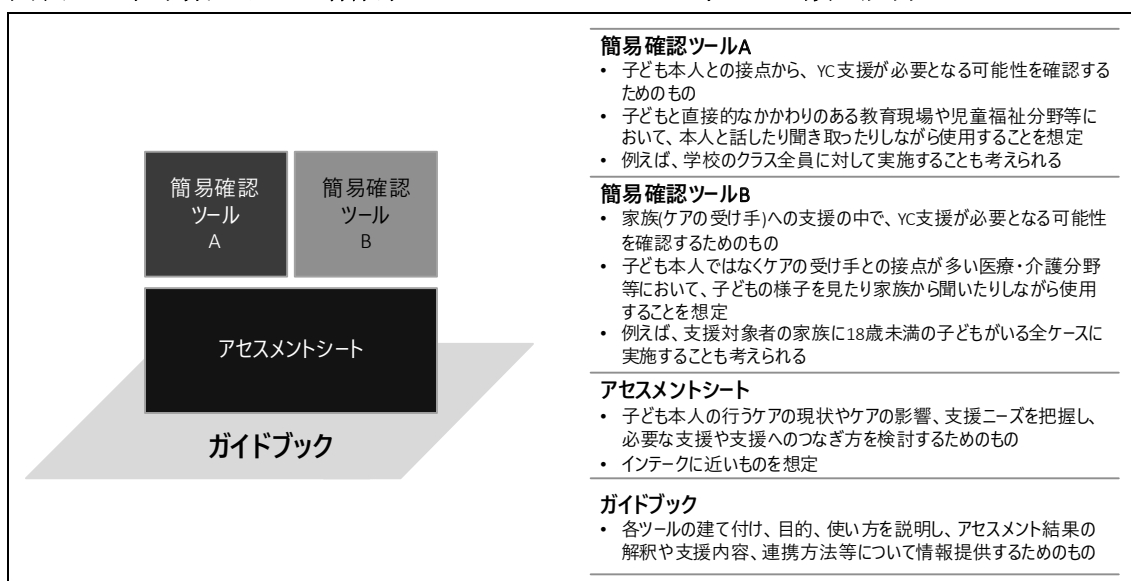 簡易確認
ツール
A
簡易確認
ツール
B
アセスメントシート
ガイドブック
簡易確認ツールA
• 子ども本人との接点から、YC支援が必要となる可能性を確認する
ためのもの
• 子どもと直接的なかかわりのある教育現場や児童福祉分野等に
おいて、本人と話したり聞き取ったりしながら使用することを想定
• 例えば、学校のクラス全員に対して実施することも考えられる
簡易確認ツールB
• 家族(ケアの受け手)への支援の中で、YC支援が必要となる可能性
を確認するためのもの
• 子ども本人ではなくケアの受け手との接点が多い医療・介護分野
等において、子どもの様子を見たり家族から聞いたりしながら使用
することを想定
• 例えば、支援対象者の家族に18歳未満の子どもがいる全ケースに
実施することも考えられる
アセスメントシート
• 子ども本人の行うケアの現状やケアの影響、支援ニーズを把握し、
必要な支援や支援へのつなぎ方を検討するためのもの
• インテークに近いものを想定
ガイドブック
• 各ツールの建て付け、目的、使い方を説明し、アセスメント結果の
解釈や支援内容、連携方法等について情報提供するためのもの